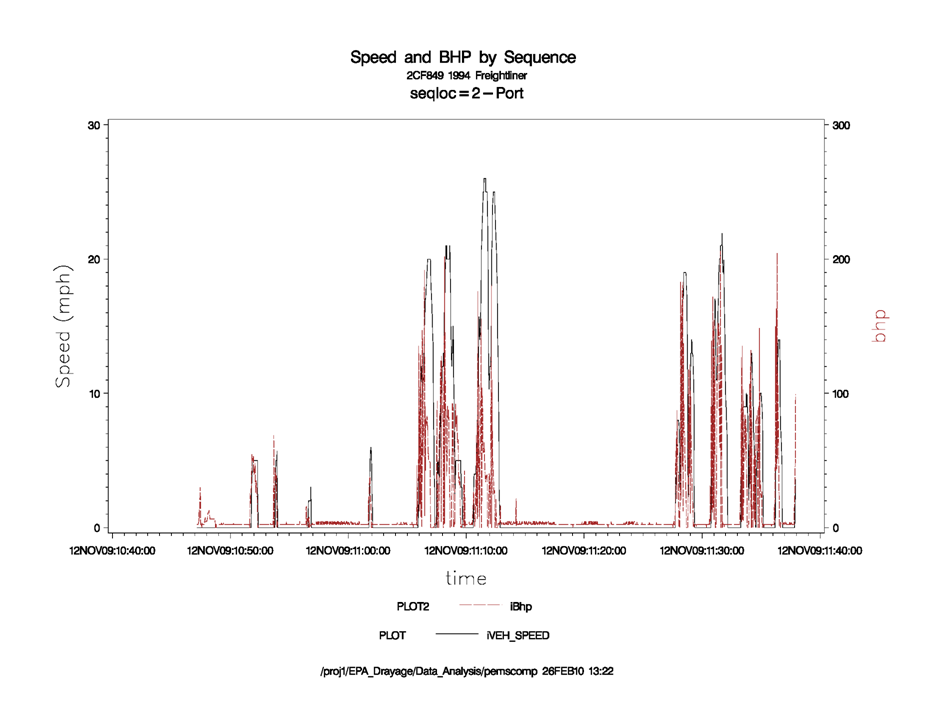 Speed and BHP by Sequence
2CF849 1994 Freightliner
seqloc=2-Port
30
20
10
0
Speed (mph)
300
200
100
0
bhp
12NOV09:10:40:00 12NOV09:10:50:00 12NOV09:11:00:00 12NOV09:11:10:00 12NOV09:11:20:00 12NOV09:11:30:00 12NOV09:11:40:00
time
PLOT2 iBhp
PLOT iVEH_SPEED
/proj1/EPA_Drayage/Data_Analysis/pemscomp 26FEB10 13:22